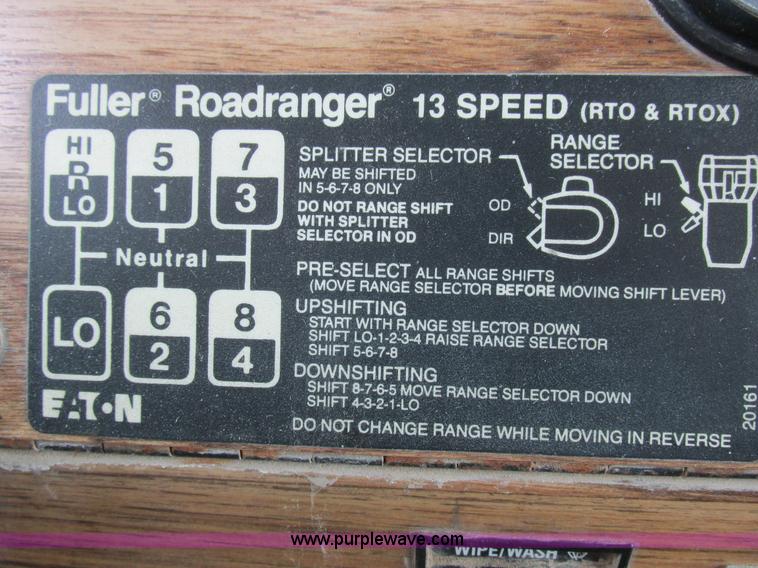 Fuller® Roadranger® 13 SPEED (RTO & RTOX)
HI
R
LO
5
1
7
3
Neutral
LO
6
2
8
4
EATON
SPLITTER SELECTOR
MAY BE SHIFTED
IN 5-6-7-8 ONLY
DO NOT RANGE SHIFT
WITH SPLITTER
SELECTOR IN OD
OD
DIR
RANGE
SELECTOR
HI
LO
PRE-SELECT ALL RANGE SHIFTS
(MOVE RANGE SELECTOR BEFORE MOVING SHIFT LEVER)
UPSHIFTING
START WITH RANGE SELECTOR DOWN
SHIFT LO-1-2-3-4 RAISE RANGE SELECTOR
SHIFT 5-6-7-8
DOWNSHIFTING
SHIFT 8-7-6-5 MOVE RANGE SELECTOR DOWN
SHIFT 4-3-2-1-LO
DO NOT CHANGE RANGE WHILE MOVING IN REVERSE
20161
www.purplewave.com
WIPE/WASH